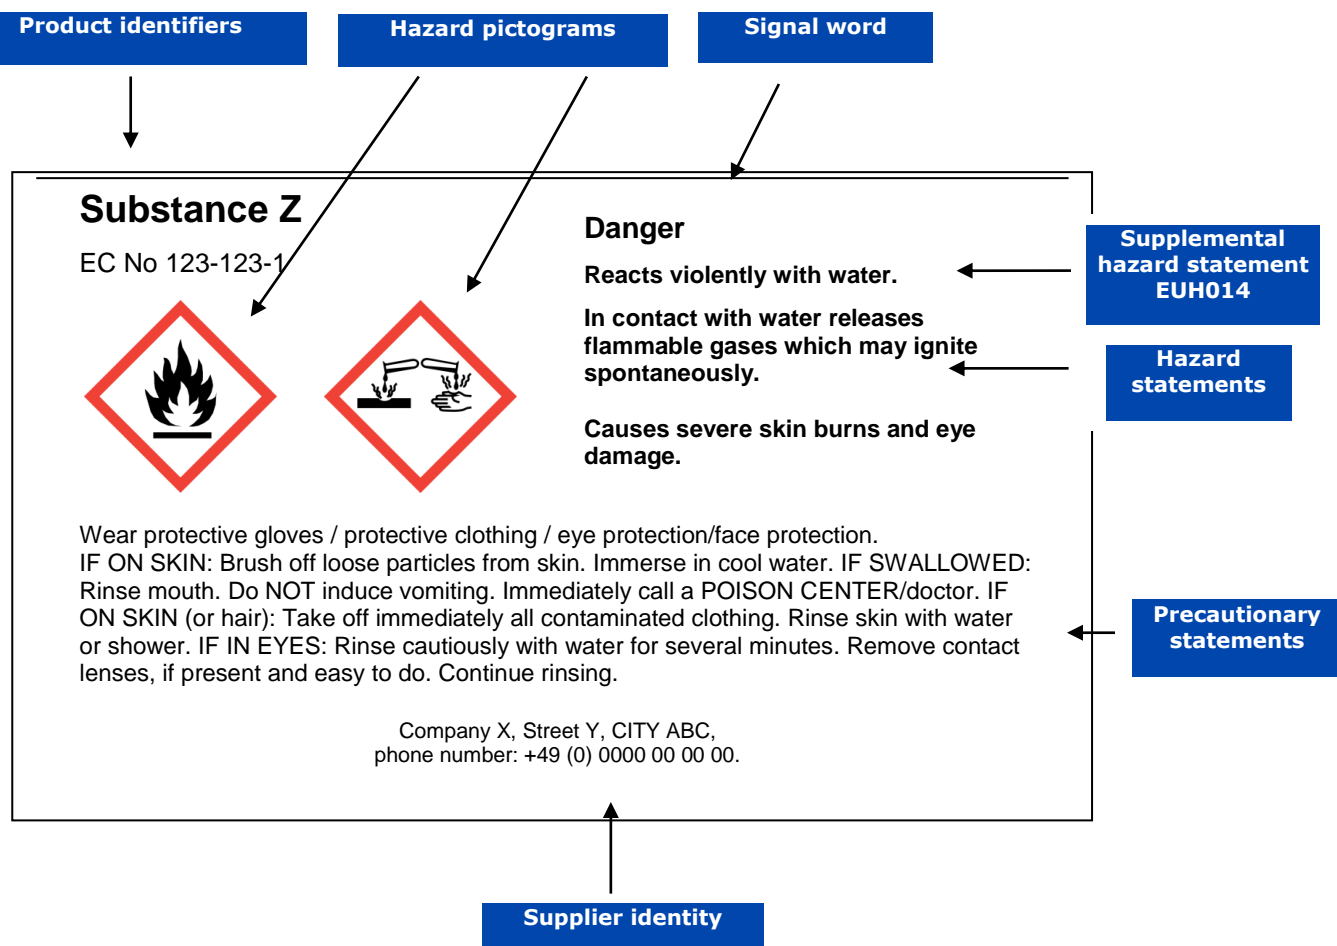 Product identifiers
Hazard pictograms
Signal word
Substance Z
EC No 123-123-1
Danger
Reacts violently with water.
In contact with water releases
flammable gases which may ignite
spontaneously.
Causes severe skin burns and eye
damage.
Supplemental
hazard statement
EUH014
Hazard
statements
Wear protective gloves / protective clothing / eye protection/face protection.
IF ON SKIN: Brush off loose particles from skin. Immerse in cool water. IF SWALLOWED:
Rinse mouth. Do NOT induce vomiting. Immediately call a POISON CENTER/doctor. IF
ON SKIN (or hair): Take off immediately all contaminated clothing. Rinse skin with water
or shower. IF IN EYES: Rinse cautiously with water for several minutes. Remove contact
lenses, if present and easy to do. Continue rinsing.
Precautionary
statements
Company X, Street Y, CITY ABC,
phone number: +49 (0) 0000 00 00 00.
Supplier identity